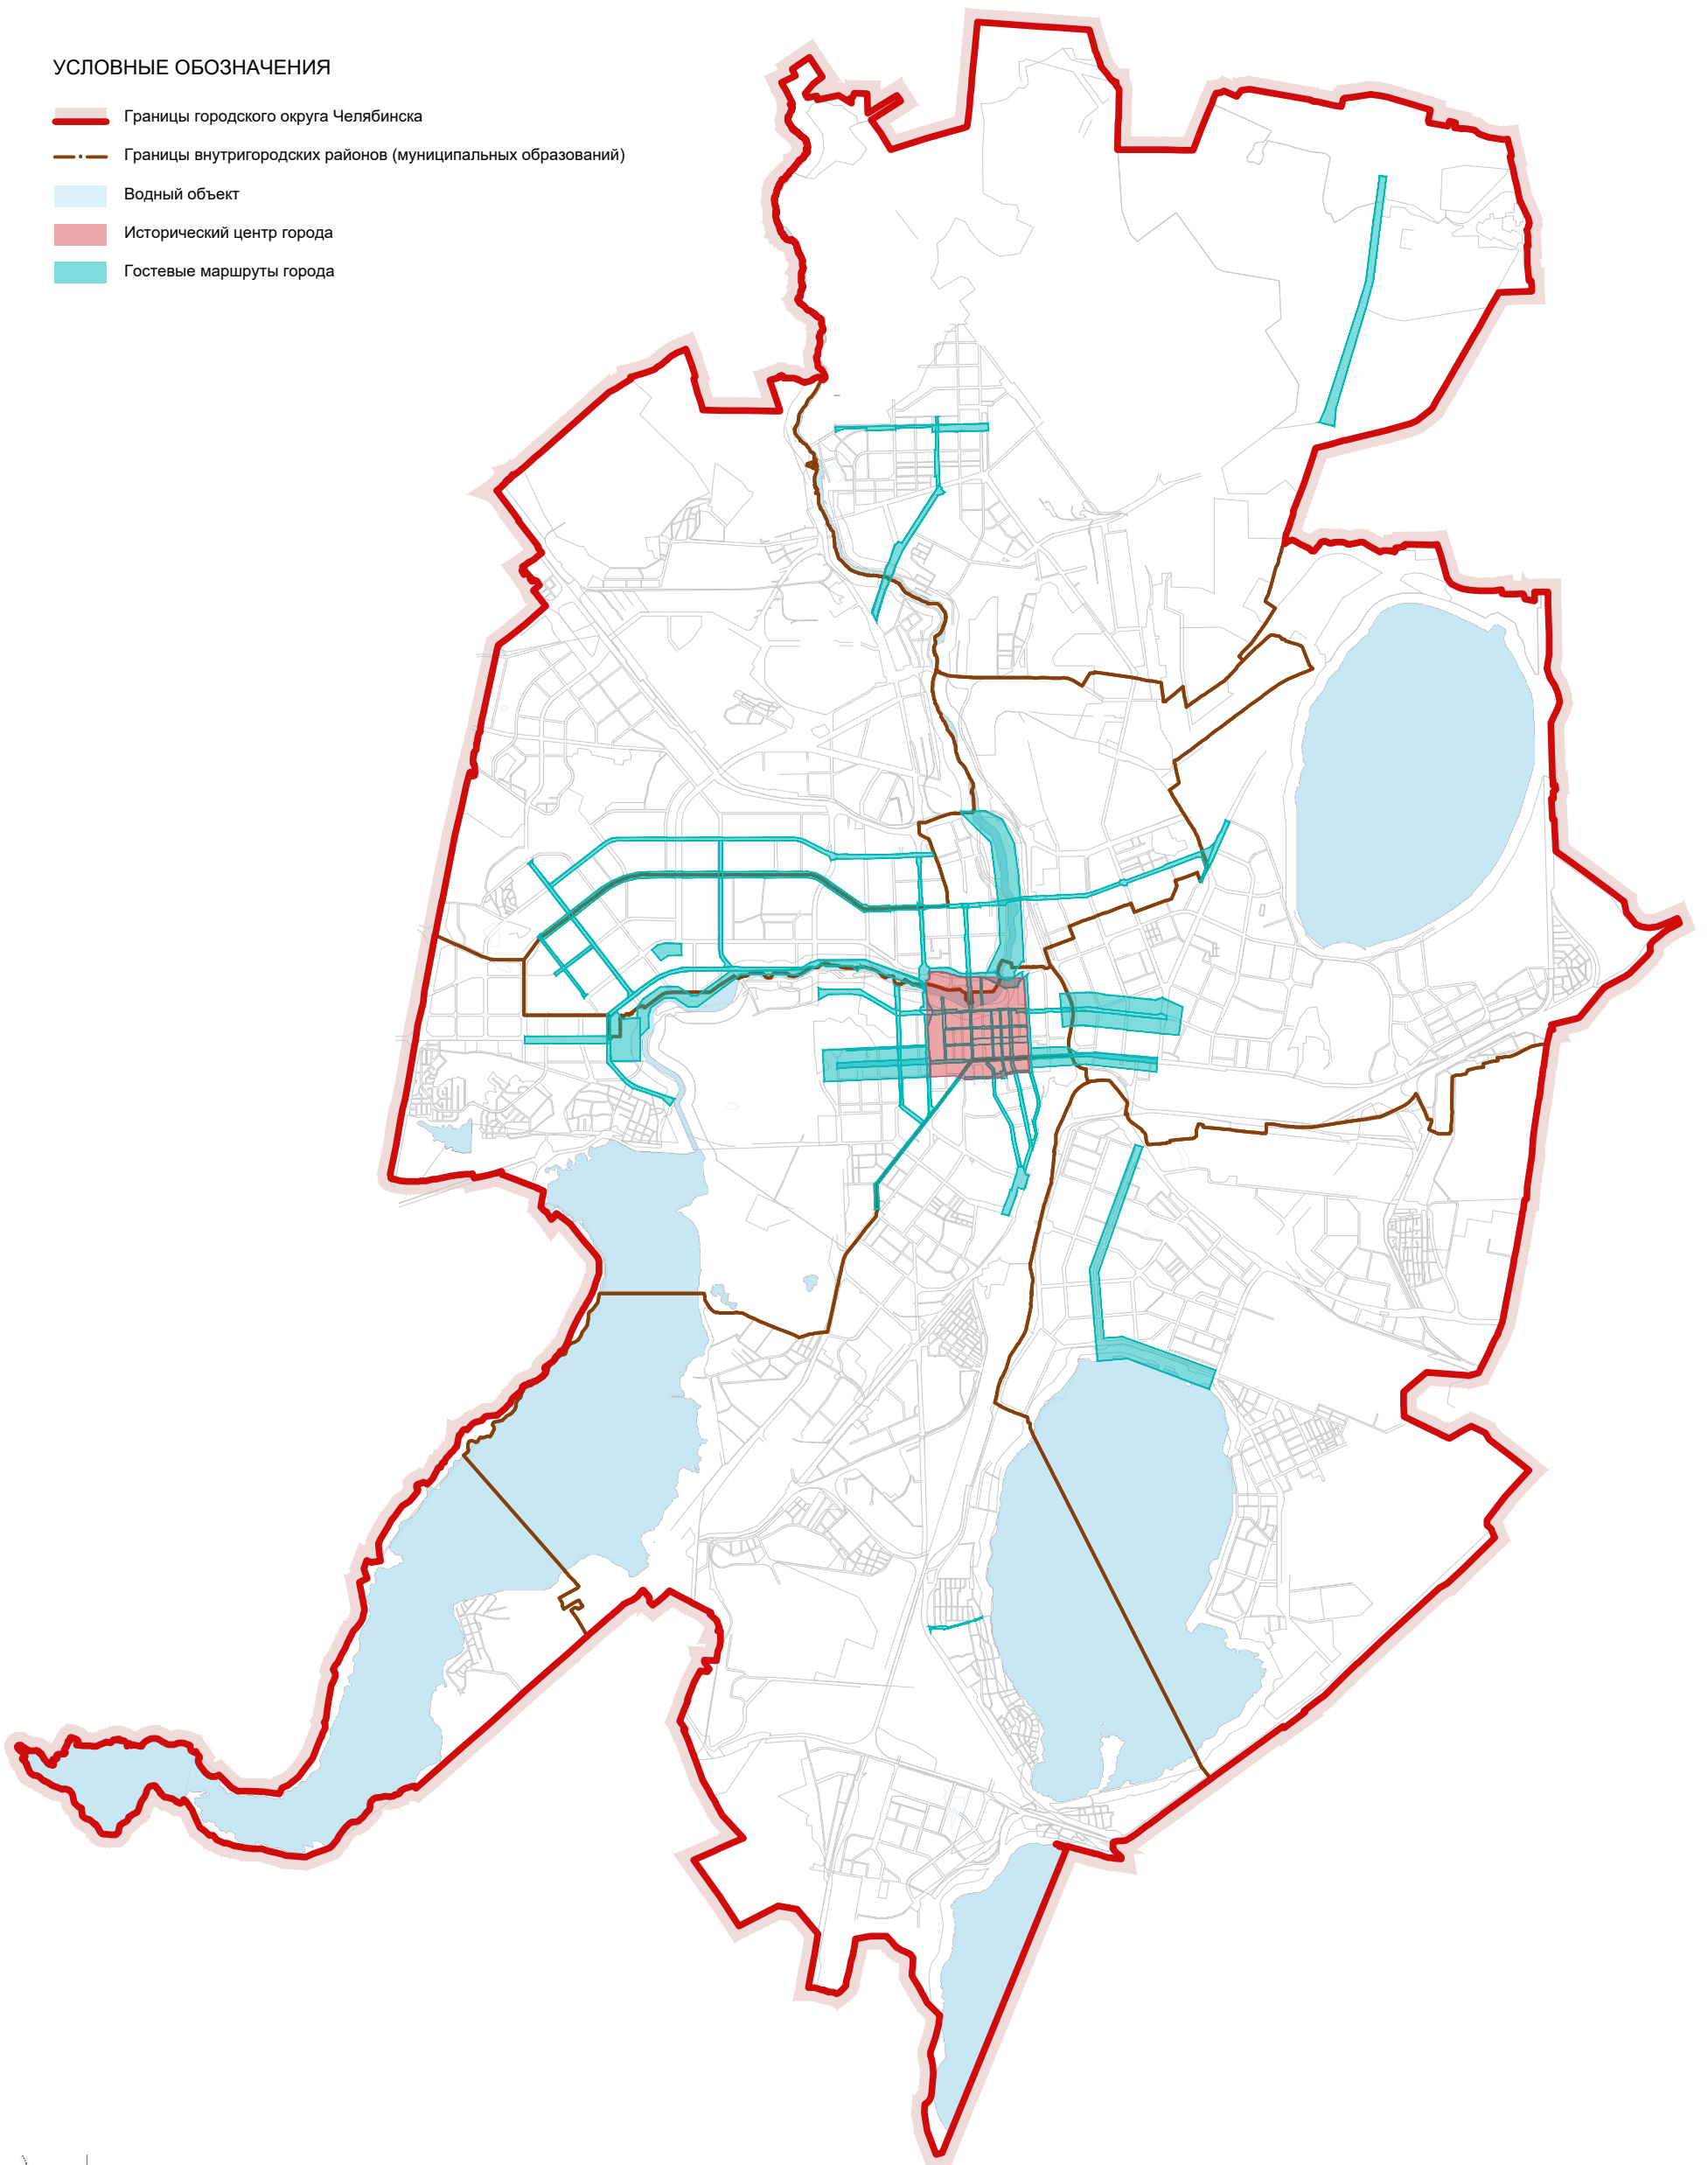 УСЛОВНЫЕ ОБОЗНАЧЕНИЯ
Границы городского округа Челябинска
Границы внутригородских районов (муниципальных образований)
Водный объект
Исторический центр города
Гостевые маршруты города